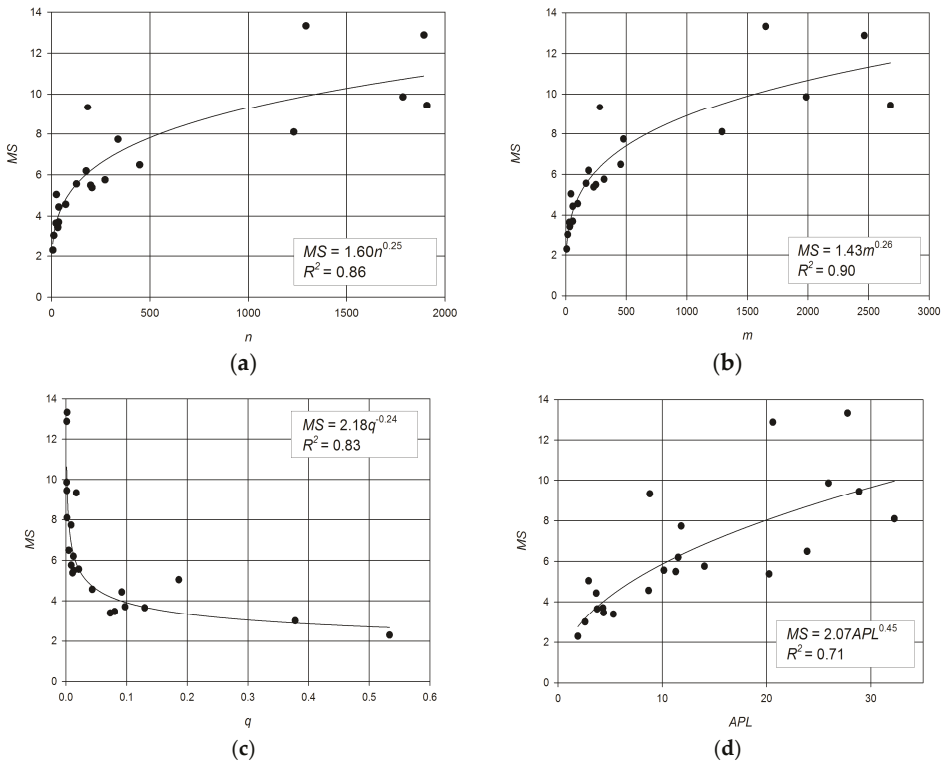 14
12
10
8
6
4
2
0
MS
MS = 1.60n^0.25
R^2 = 0.86
0 500 1000 1500 2000
n
(a)
14
12
10
8
6
4
2
0
MS
MS = 1.43m^0.26
R^2 = 0.90
0 500 1000 1500 2000 2500 3000
m
(b)
14
12
10
8
6
4
2
0
MS
MS = 2.18q^-0.24
R^2 = 0.83
0.0 0.1 0.2 0.3 0.4 0.5 0.6
q
(c)
14
12
10
8
6
4
2
0
MS
MS = 2.07APL^0.45
R^2 = 0.71
0 10 20 30
APL
(d)